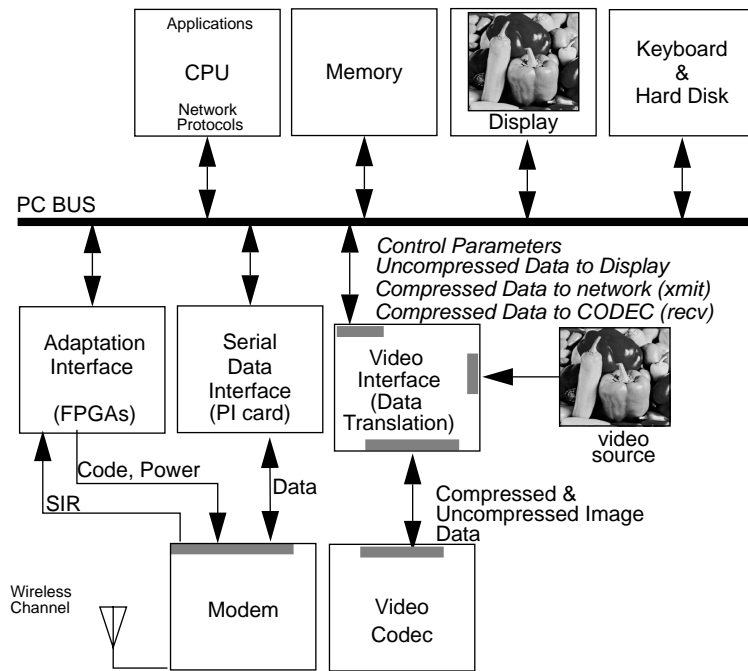 Applications
CPU
Network
Protocols
Memory
Display
Keyboard
&
Hard Disk
PC BUS
Control Parameters
Uncompressed Data to Display
Compressed Data to network (xmit)
Compressed Data to CODEC (recv)
Adaptation
Interface
(FPGAs)
Serial
Data
Interface
(PI card)
Video
Interface
(Data
Translation)
video
source
Code, Power
SIR
Data
Compressed &
Uncompressed Image
Data
Wireless
Channel
Modem
Video
Codec